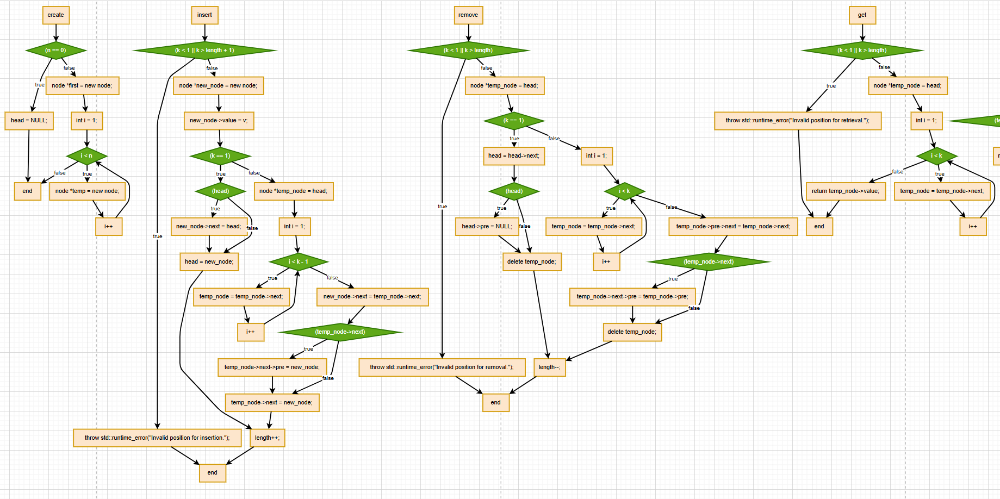 create
(n == 0)
true
false
node *first = new node;
head = NULL;
int i = 1;
i < n
false
true
end
node *temp = new node;
i++
insert
(k < 1 || k > length + 1)
true
false
node *new_node = new node;
new_node->value = v;
(k == 1)
true
false
(head)
node *temp_node = head;
true
false
new_node->next = head;
int i = 1;
head = new_node;
i < k - 1
true
false
temp_node = temp_node->next;
new_node->next = temp_node->next;
i++
(temp_node->next)
true
false
temp_node->next->pre = new_node;
temp_node->next = new_node;
throw std::runtime_error("Invalid position for insertion.");
length++;
end
remove
(k < 1 || k > length)
true
false
node *temp_node = head;
(k == 1)
true
false
head = head->next;
int i = 1;
(head)
i < k
true
false
true
false
head->pre = NULL;
temp_node = temp_node->next;
temp_node->pre->next = temp_node->next;
delete temp_node;
i++
(temp_node->next)
true
false
temp_node->next->pre = temp_node->pre;
delete temp_node;
throw std::runtime_error("Invalid position for removal.");
length--;
end
get
(k < 1 || k > length)
true
false
node *temp_node = head;
throw std::runtime_error("Invalid position for retrieval.");
int i = 1;
i < k
false
true
return temp_node->value;
temp_node = temp_node->next;
end
i++